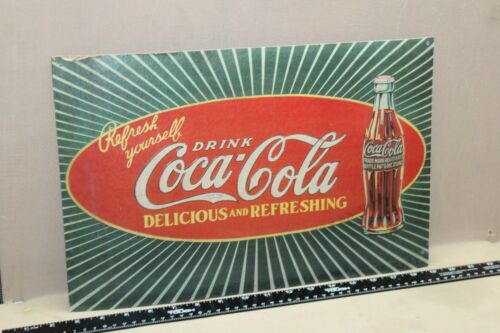 Refresh
yourself
DRINK
Coca-Cola
DELICIOUS AND REFRESHING
Coca-Cola